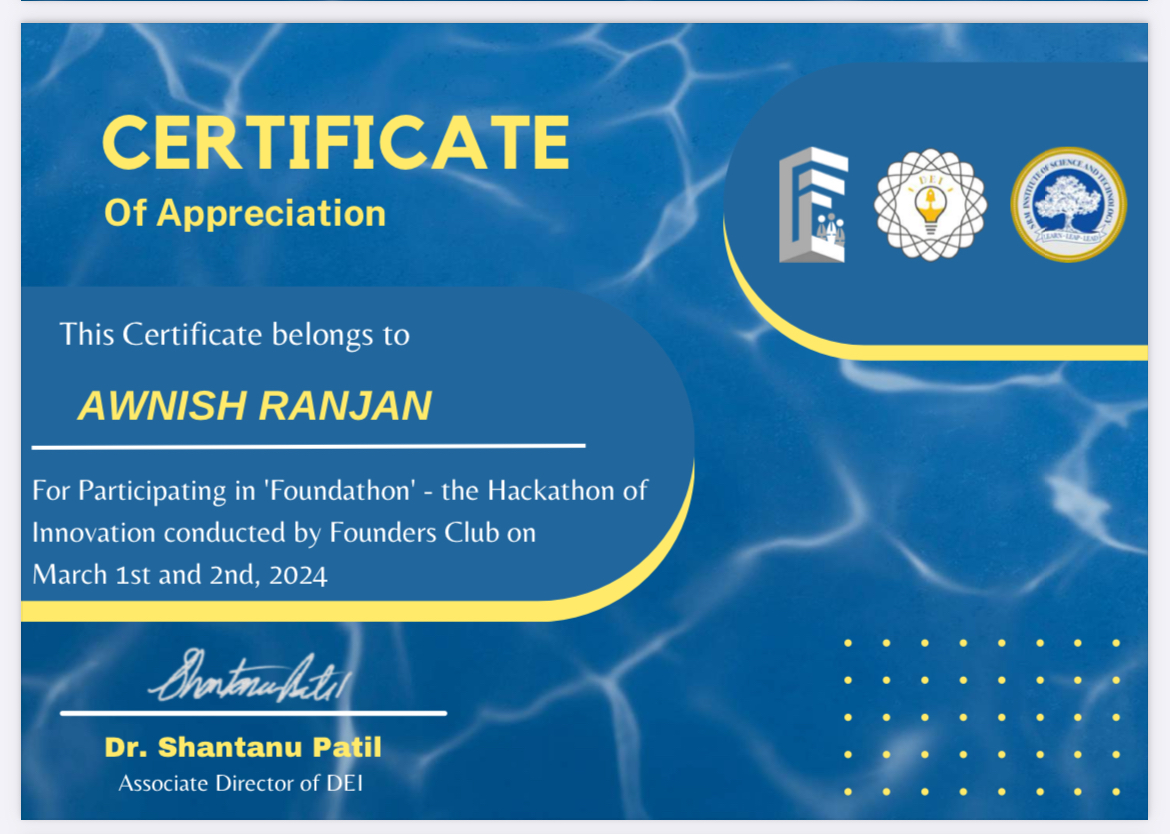 CERTIFICATE
Of Appreciation
DEI
S.R.M. INSTITUTE OF SCIENCE AND TECHNOLOGY
LEARN - LEAP - LEAD
This Certificate belongs to
AWNISH RANJAN
For Participating in 'Foundathon' - the Hackathon of
Innovation conducted by Founders Club on
March 1st and 2nd, 2024
Shantanu Patil
Dr. Shantanu Patil
Associate Director of DEI